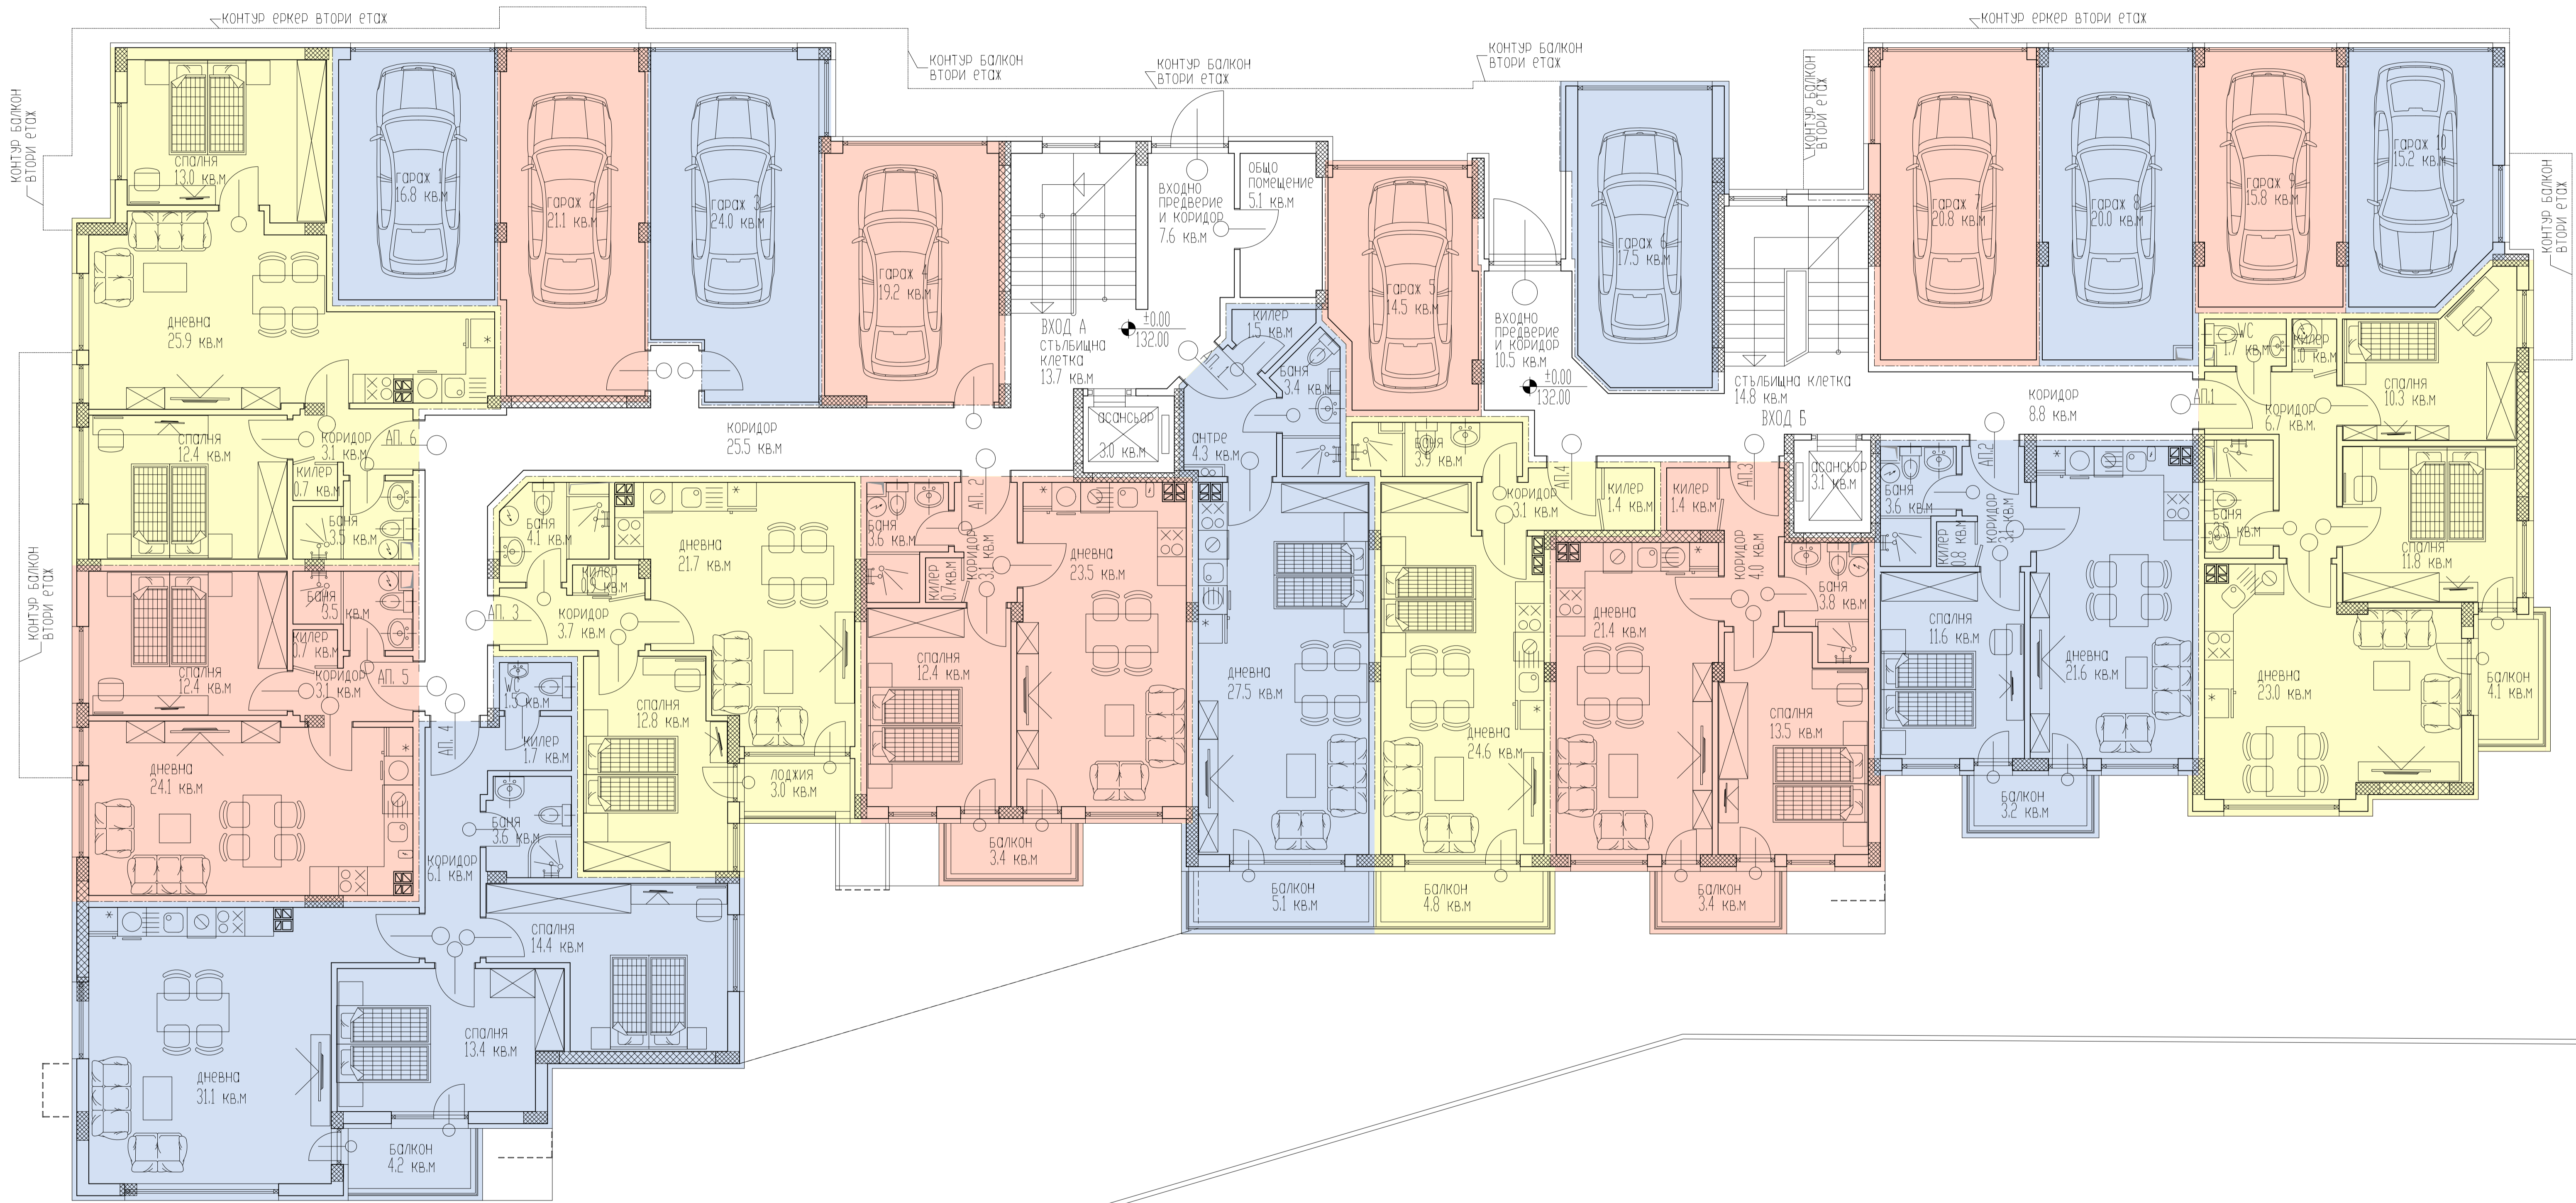 КОНТУР ЕРКЕР ВТОРИ ЕТАЖ
КОНТУР ЕРКЕР ВТОРИ ЕТАЖ
КОНТУР БАЛКОН
ВТОРИ ЕТАЖ
КОНТУР БАЛКОН
ВТОРИ ЕТАЖ
КОНТУР БАЛКОН
ВТОРИ ЕТАЖ
КОНТУР БАЛКОН
ВТОРИ ЕТАЖ
КОНТУР БАЛКОН
ВТОРИ ЕТАЖ
КОНТУР БАЛКОН
ВТОРИ ЕТАЖ
КОНТУР БАЛКОН
ВТОРИ ЕТАЖ
СПАЛНЯ
13.0 КВ.М
ГАРАЖ 1
16.8 КВ.М
ГАРАЖ 2
21.1 КВ.М
ГАРАЖ 3
24.0 КВ.М
ГАРАЖ 4
19.2 КВ.М
ВХОДНО
ПРЕДВЕРИЕ
И КОРИДОР
7.6 КВ.М
ОБЩО
ПОМЕЩЕНИЕ
5.1 КВ.М
ГАРАЖ 5
14.5 КВ.М
ГАРАЖ 6
17.5 КВ.М
ГАРАЖ 7
20.8 КВ.М
ГАРАЖ 8
20.0 КВ.М
ГАРАЖ 9
15.8 КВ.М
ГАРАЖ 10
15.2 КВ.М
ДНЕВНА
25.9 КВ.М
ВХОД А
СТЪЛБИЩНА
КЛЕТКА
13.7 КВ.М
±0.00
132.00
КИЛЕР
1.5 КВ.М
АП. 1
БАНЯ
3.4 КВ.М
ВХОДНО
ПРЕДВЕРИЕ
И КОРИДОР
10.5 КВ.М
±0.00
132.00
СТЪЛБИЩНА КЛЕТКА
14.8 КВ.М
ВХОД Б
КОРИДОР
8.8 КВ.М
АП.1
WC
1.7 КВ.М
КИЛЕР
1.0 КВ.М
СПАЛНЯ
10.3 КВ.М
КОРИДОР
6.7 КВ.М.
СПАЛНЯ
12.4 КВ.М
КОРИДОР
3.1 КВ.М
АП. 6
КИЛЕР
0.7 КВ.М
БАНЯ
3.5 КВ.М
КОРИДОР
25.5 КВ.М
АСАНСЬОР
3.0 КВ.М
АНТРЕ
4.3 КВ.М
БАНЯ
3.9 КВ.М
КОРИДОР
3.1 КВ.М
АП.4
КИЛЕР
1.4 КВ.М
КИЛЕР
1.4 КВ.М
АП.3
АСАНСЬОР
3.1 КВ.М
БАНЯ
3.6 КВ.М
АП.2
КОРИДОР
3.4 КВ.М
КИЛЕР
0.8 КВ.М
БАНЯ
3.5 КВ.М
СПАЛНЯ
11.8 КВ.М
БАНЯ
4.1 КВ.М
ДНЕВНА
21.7 КВ.М
БАНЯ
3.6 КВ.М
АП. 2
КОРИДОР
3.1 КВ.М
КИЛЕР
0.7КВ.М
ДНЕВНА
23.5 КВ.М
КИЛЕР
БАНЯ
3.5 КВ.М
КИЛЕР
0.7 КВ.М
СПАЛНЯ
12.4 КВ.М
КОРИДОР
3.1 КВ.М
АП. 5
АП. 3
КОРИДОР
3.7 КВ.М
СПАЛНЯ
12.4 КВ.М
ДНЕВНА
27.5 КВ.М
ДНЕВНА
24.6 КВ.М
ДНЕВНА
21.4 КВ.М
КОРИДОР
4.0 КВ.М
БАНЯ
3.8 КВ.М
СПАЛНЯ
13.5 КВ.М
СПАЛНЯ
11.6 КВ.М
ДНЕВНА
21.6 КВ.М
ДНЕВНА
23.0 КВ.М
БАЛКОН
4.1 КВ.М
WC
1.5 КВ.М
СПАЛНЯ
12.8 КВ.М
АП. 4
КИЛЕР
1.7 КВ.М
ДНЕВНА
24.1 КВ.М
ЛОДЖИЯ
3.0 КВ.М
БАЛКОН
3.2 КВ.М
БАНЯ
3.6 КВ.М
КОРИДОР
6.1 КВ.М
БАЛКОН
3.4 КВ.М
БАЛКОН
5.1 КВ.М
БАЛКОН
4.8 КВ.М
БАЛКОН
3.4 КВ.М
СПАЛНЯ
14.4 КВ.М
СПАЛНЯ
13.4 КВ.М
ДНЕВНА
31.1 КВ.М
БАЛКОН
4.2 КВ.М